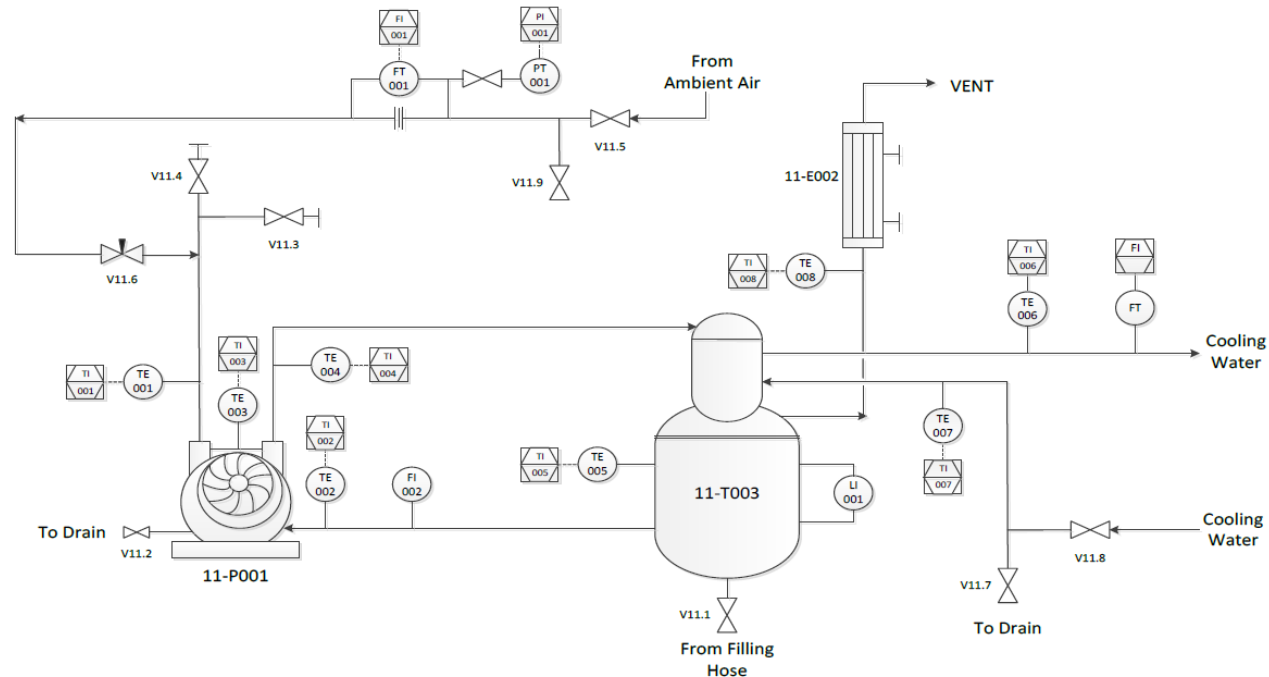 FI
001
PI
001
FT
001
PT
001
From
Ambient Air
VENT
V11.5
V11.4
V11.9
11-E002
V11.3
TI
008
TE
008
TI
006
FI
V11.6
TE
006
FT
TI
003
Cooling
Water
TI
001
TE
001
TE
003
TE
004
TI
004
TI
002
TE
007
TI
005
TE
005
TI
007
TE
002
FI
002
11-T003
LI
001
To Drain
V11.2
Cooling
Water
V11.8
11-P001
V11.1
V11.7
To Drain
From Filling
Hose